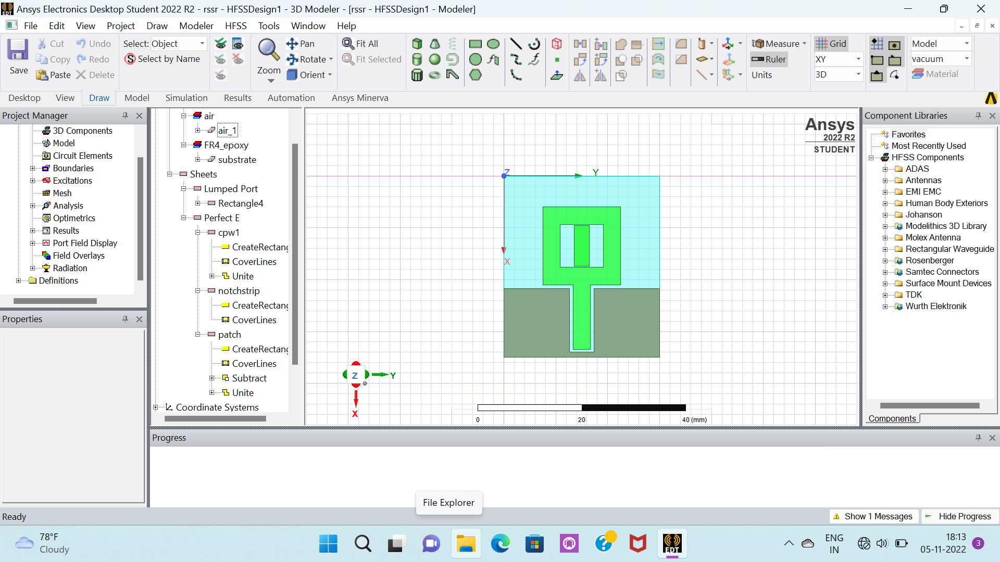 Ansys Electronics Desktop Student 2022 R2 - rssr - HFSSDesign1 - 3D Modeler - [rssr - HFSSDesign1 - Modeler]
File Edit View Project Draw Modeler HFSS Tools Window Help
Save
Cut
Copy
Paste
Undo
Redo
Delete
Select: Object
Select by Name
Zoom
Pan
Rotate
Orient
Fit All
Fit Selected
Measure
Ruler
Units
Grid
XY
3D
Model
vacuum
Material
Desktop View Draw Model Simulation Results Automation Ansys Minerva
Project Manager
3D Components
Model
Circuit Elements
Boundaries
Excitations
Mesh
Analysis
Optimetrics
Results
Port Field Display
Field Overlays
Radiation
Definitions
Properties
air
air_1
FR4_epoxy
substrate
Sheets
Lumped Port
Rectangle4
Perfect E
cpw1
CreateRectang
CoverLines
Unite
notchstrip
CreateRectang
CoverLines
patch
CreateRectang
CoverLines
Subtract
Unite
Coordinate Systems
Ansys
2022 R2
STUDENT
Z
Y
X
Z
Y
X
0 20 40 (mm)
Component Libraries
Favorites
Most Recently Used
HFSS Components
ADAS
Antennas
EMI EMC
Human Body Exteriors
Johanson
Modelithics 3D Library
Molex Antenna
Rectangular Waveguide
Rosenberger
Samtec Connectors
Surface Mount Devices
TDK
Wurth Elektronik
Components
Progress
File Explorer
Ready
Show 1 Messages
Hide Progress
78°F
Cloudy
EDT
ENG
IN
18:13
05-11-2022
3